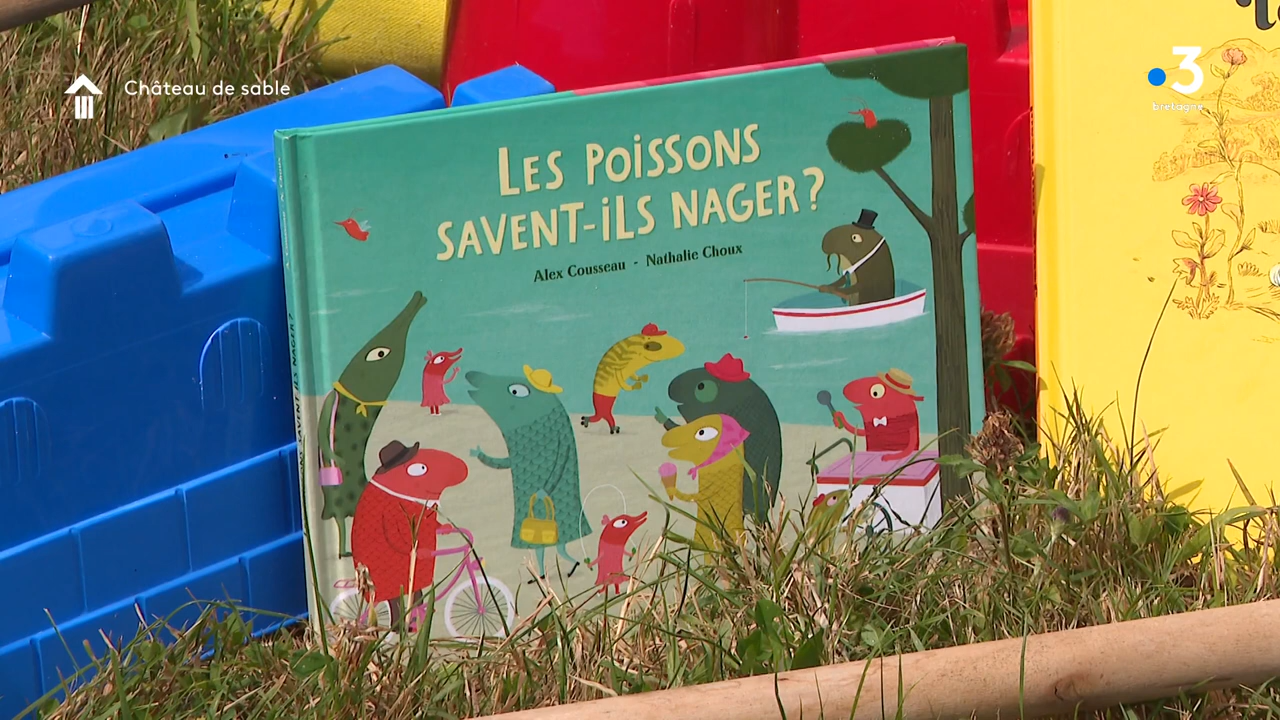 Château de sable
3
bretagne
LES POISSONS
SAVENT-iLS NAGER ?
Alex Cousseau - Nathalie Choux